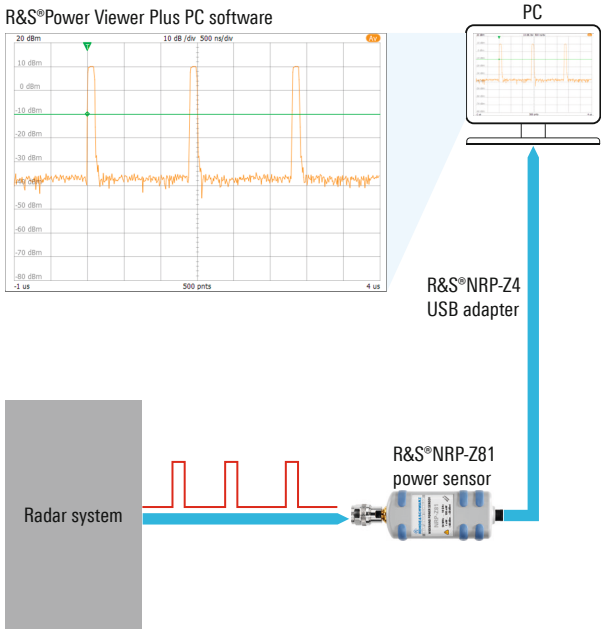 R&S®Power Viewer Plus PC software
PC
20 dBm
10 dB /div 500 ns/div
Av
T
10 dBm
0 dBm
-10 dBm
-20 dBm
-30 dBm
-40 dBm
-50 dBm
-60 dBm
-70 dBm
-80 dBm
-1 us
500 pnts
4 us
R&S®NRP-Z4
USB adapter
R&S®NRP-Z81
power sensor
Radar system
NRP-Z81